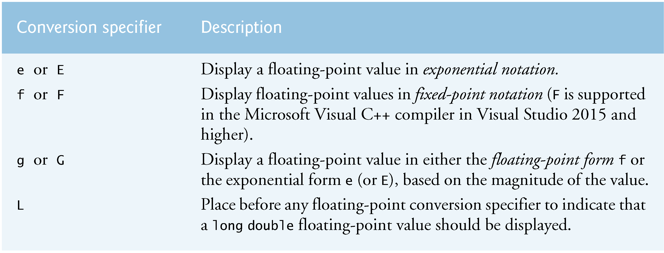 Conversion specifier Description
e or E Display a floating-point value in exponential notation.
f or F Display floating-point values in fixed-point notation (F is supported
in the Microsoft Visual C++ compiler in Visual Studio 2015 and
higher).
g or G Display a floating-point value in either the floating-point form f or
the exponential form e (or E), based on the magnitude of the value.
L Place before any floating-point conversion specifier to indicate that
a long double floating-point value should be displayed.